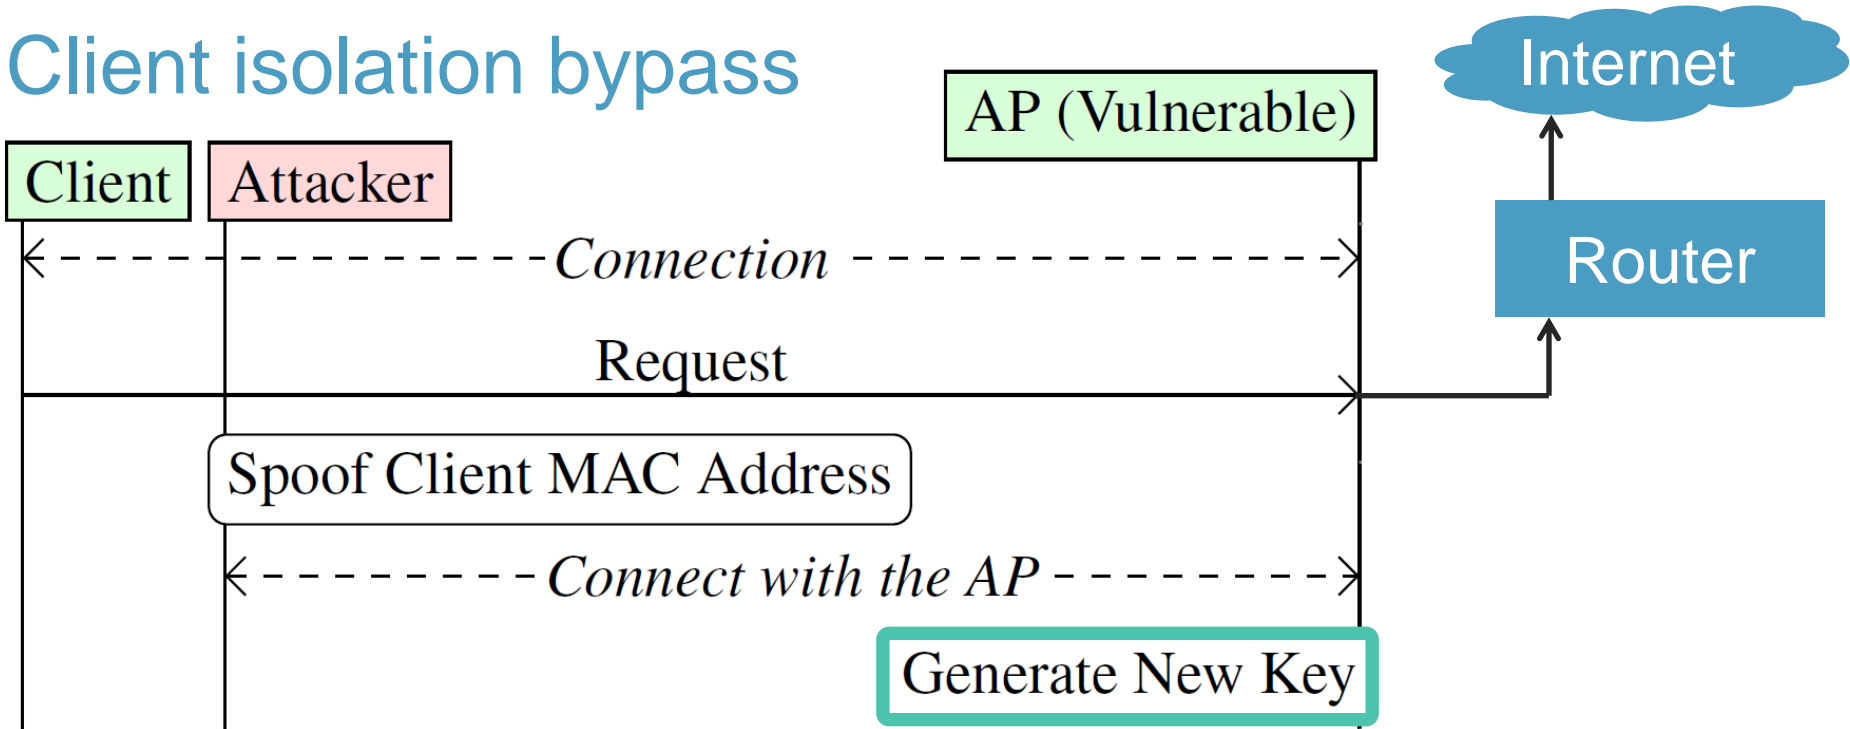 Client isolation bypass
Internet
AP (Vulnerable)
Client
Attacker
Router
Connection
Request
Spoof Client MAC Address
Connect with the AP
Generate New Key